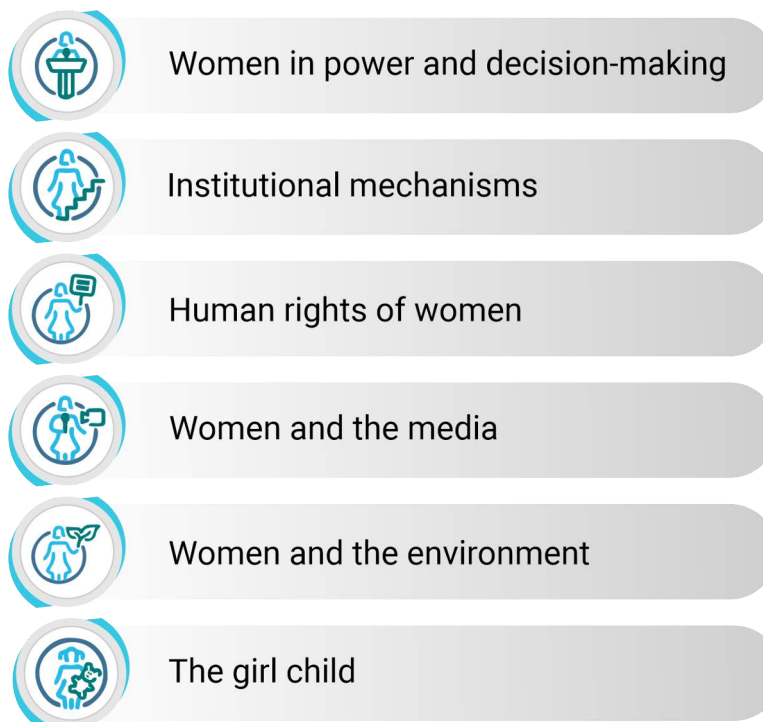 Women in power and decision-making
Institutional mechanisms
Human rights of women
Women and the media
Women and the environment
The girl child